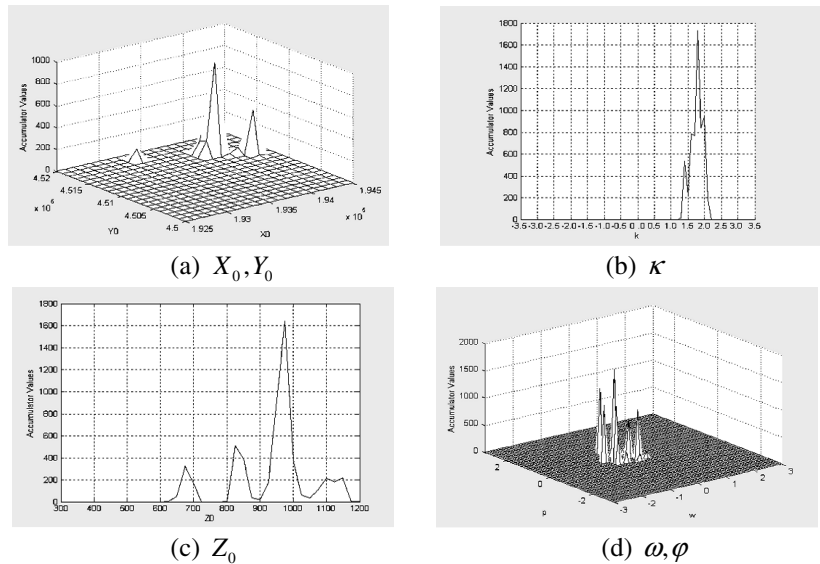 1000
800
600
400
200
0
Accumulator Values
4.52
4.515
4.51
4.505
4.5
x 10^6
Y0
1.925
1.93
1.935
1.94
1.945
x 10^6
X0
(a) X₀,Y₀
1800
1600
1400
1200
1000
800
600
400
200
0
Accumulator Values
-3.5 -3.0 -2.5 -2.0 -1.5 -1.0 -0.5 0.0 0.5 1.0 1.5 2.0 2.5 3.0 3.5
k
(b) κ
1800
1600
1400
1200
1000
800
600
400
200
0
Accumulator Values
300 400 500 600 700 800 900 1000 1100 1200
Z0
(c) Z₀
2000
1500
1000
500
0
Accumulator Values
2
0
-2
p
-3
-2
-1
0
1
2
3
w
(d) ω,φ